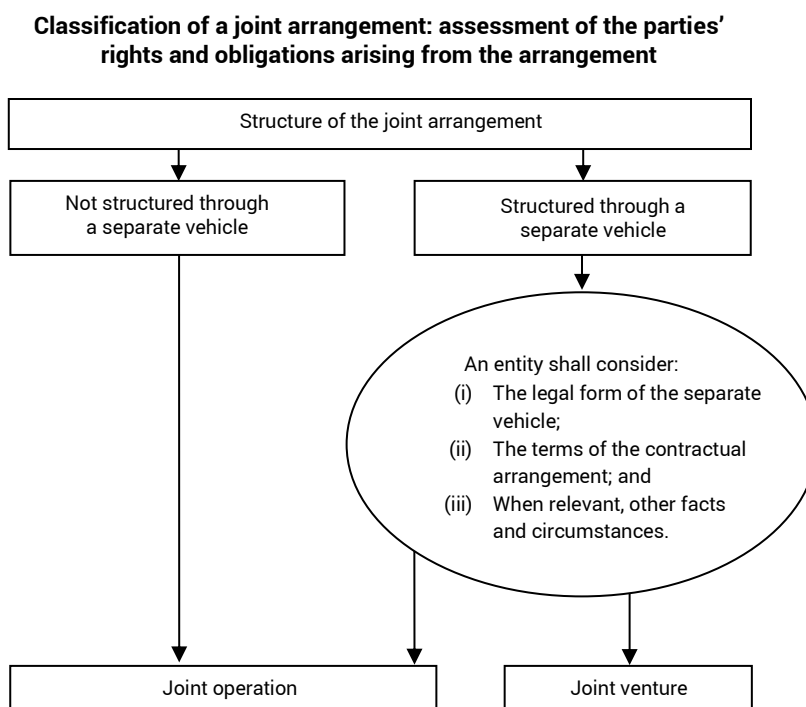 Classification of a joint arrangement: assessment of the parties’
rights and obligations arising from the arrangement
Structure of the joint arrangement
Not structured through
a separate vehicle
Structured through a
separate vehicle
An entity shall consider:
(i) The legal form of the separate
vehicle;
(ii) The terms of the contractual
arrangement; and
(iii) When relevant, other facts
and circumstances.
Joint operation
Joint venture